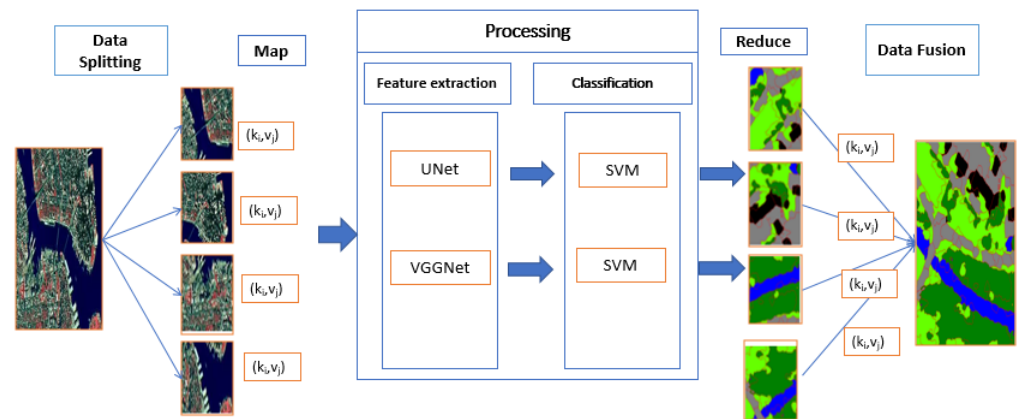 Data
Splitting
Map
Processing
Reduce
Data Fusion
Feature extraction
Classification
(kᵢ,vⱼ)
(kᵢ,vⱼ)
(kᵢ,vⱼ)
(kᵢ,vⱼ)
UNet
SVM
VGGNet
SVM
(kᵢ,vⱼ)
(kᵢ,vⱼ)
(kᵢ,vⱼ)
(kᵢ,vⱼ)